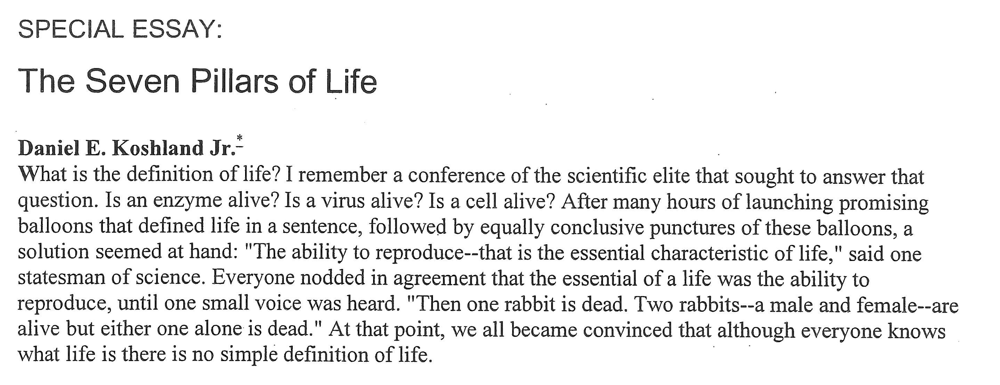 SPECIAL ESSAY:
The Seven Pillars of Life
Daniel E. Koshland Jr.*
What is the definition of life? I remember a conference of the scientific elite that sought to answer that
question. Is an enzyme alive? Is a virus alive? Is a cell alive? After many hours of launching promising
balloons that defined life in a sentence, followed by equally conclusive punctures of these balloons, a
solution seemed at hand: "The ability to reproduce--that is the essential characteristic of life," said one
statesman of science. Everyone nodded in agreement that the essential of a life was the ability to
reproduce, until one small voice was heard. "Then one rabbit is dead. Two rabbits--a male and female--are
alive but either one alone is dead." At that point, we all became convinced that although everyone knows
what life is there is no simple definition of life.